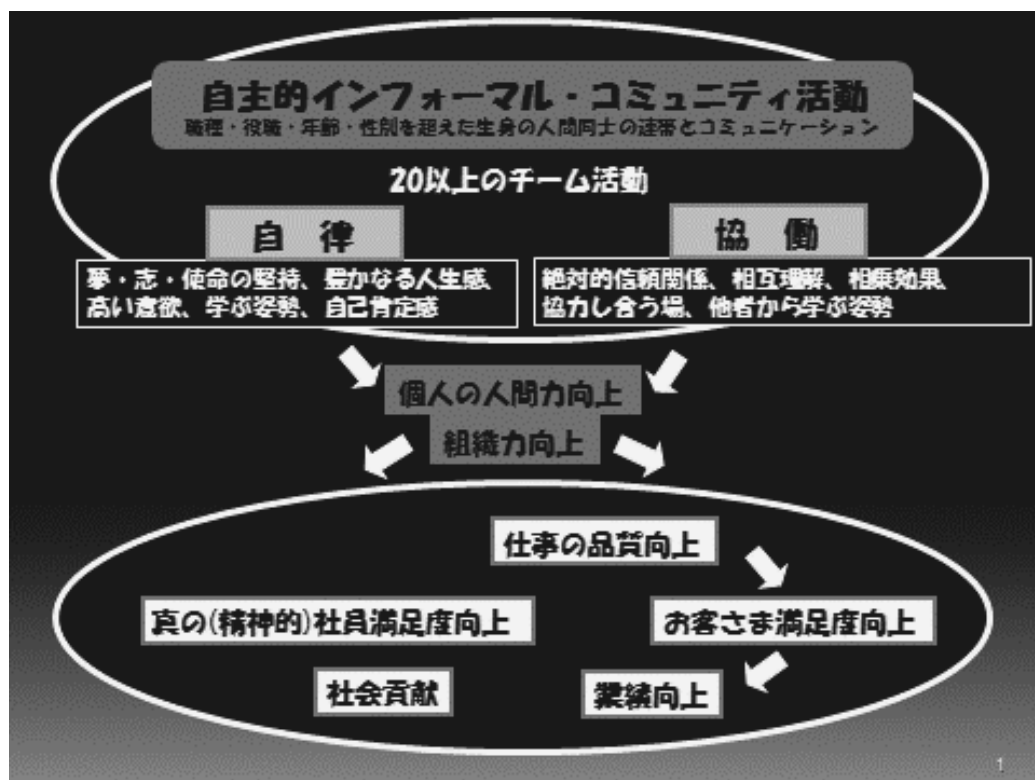 自主的インフォーマル・コミュニティ活動
職種・役職・年齢・性別を超えた生身の人間同士の連帯とコミュニケーション
20以上のチーム活動
自 律
夢・志・使命の堅持、豊かなる人生感、
高い意欲、学ぶ姿勢、自己肯定感
協 働
絶対的信頼関係、相互理解、相乗効果、
協力し合う場、他者から学ぶ姿勢
個人の人間力向上
組織力向上
仕事の品質向上
真の(精神的)社員満足度向上
お客さま満足度向上
社会貢献
業績向上
1